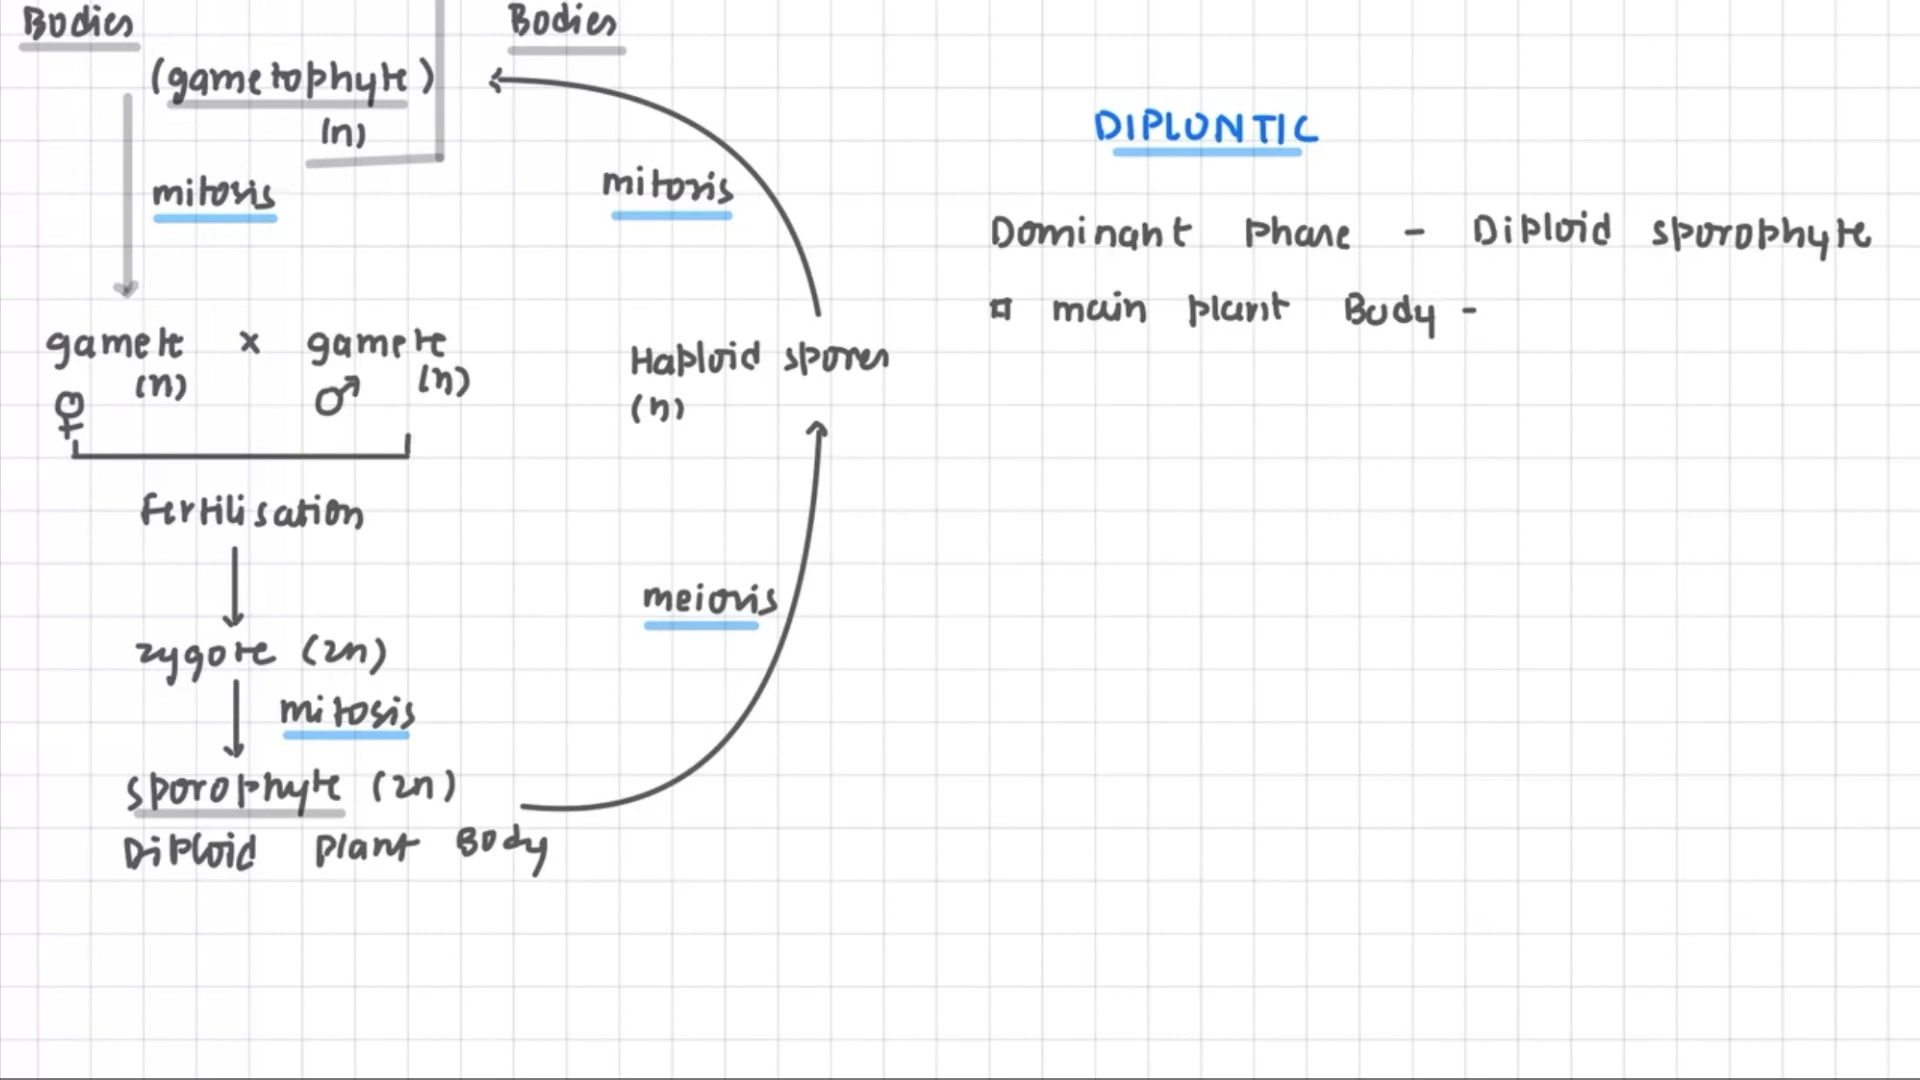 Bodies
Bodies
(gametophyte)
(n)
mitosis
mitosis
gamete x gamete
(n) (n)
♀ ♂
Haploid spores
(n)
Fertilisation
meiosis
zygote (2n)
mitosis
sporophyte (2n)
Diploid Plant Body
DIPLONTIC
Dominant Phase - Diploid sporophyte
¤ main plant Body -